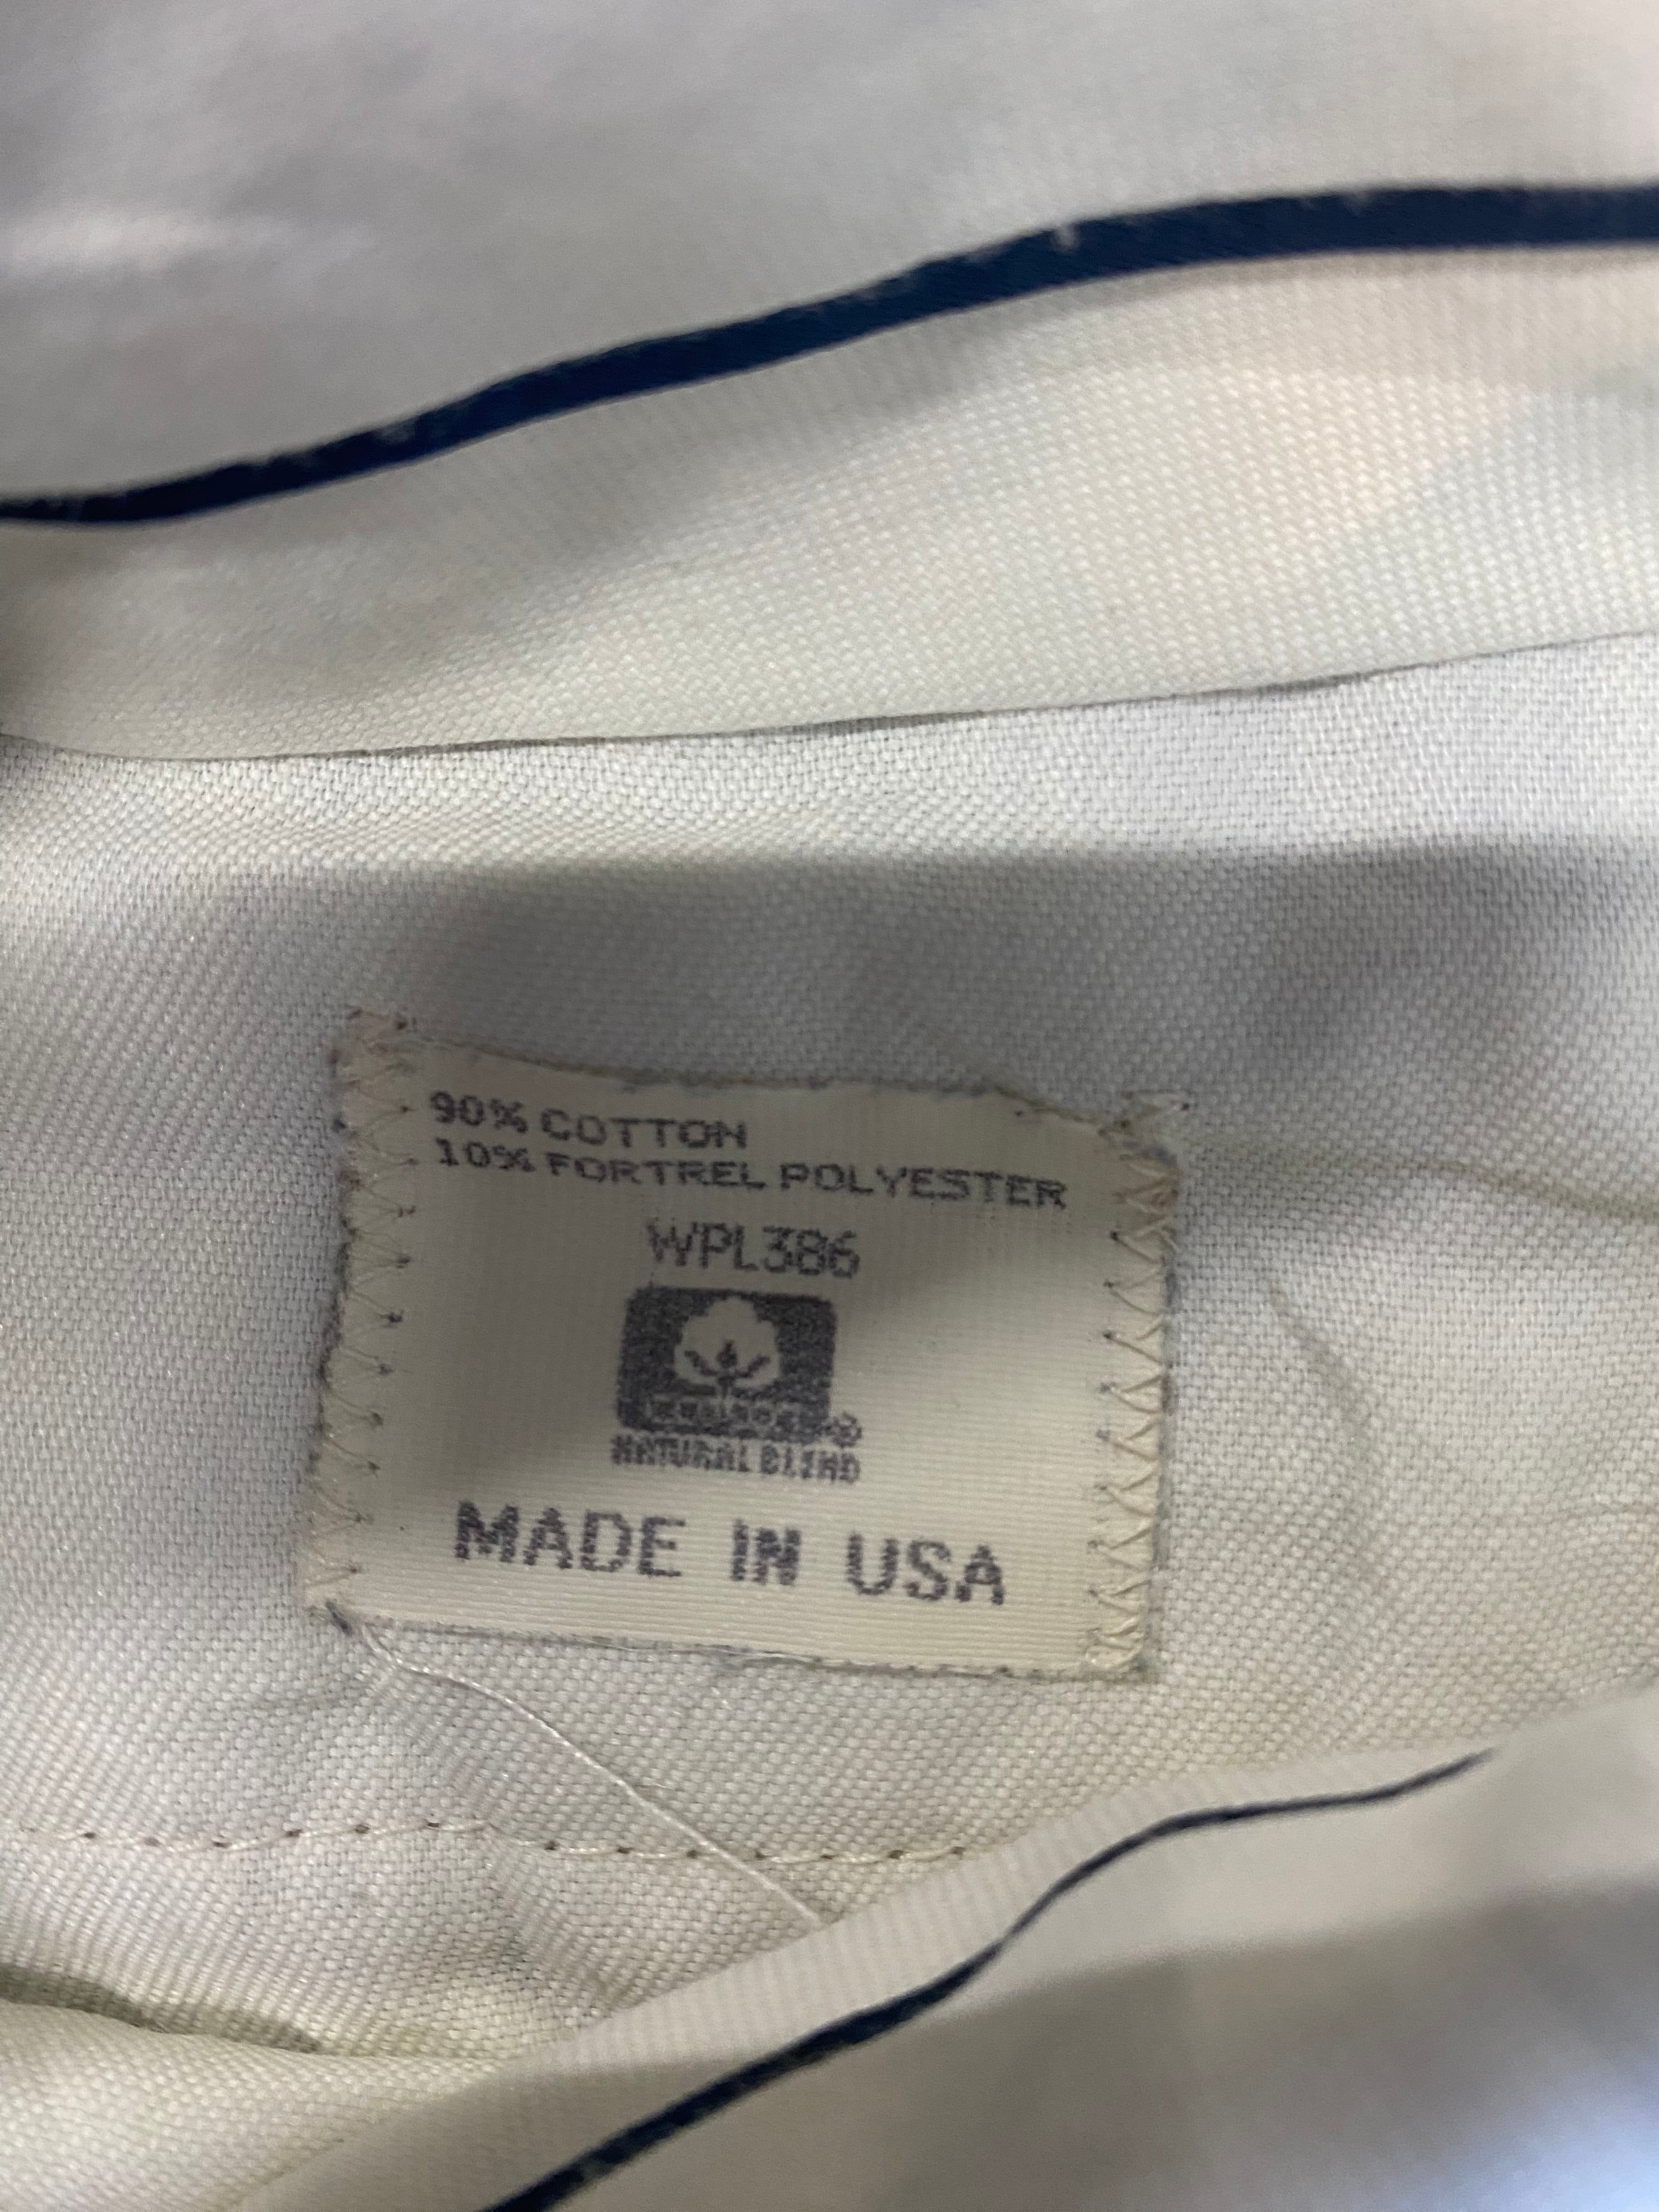 90% COTTON
10% FORTREL POLYESTER
WPL386
NATURAL BLEND
MADE IN USA